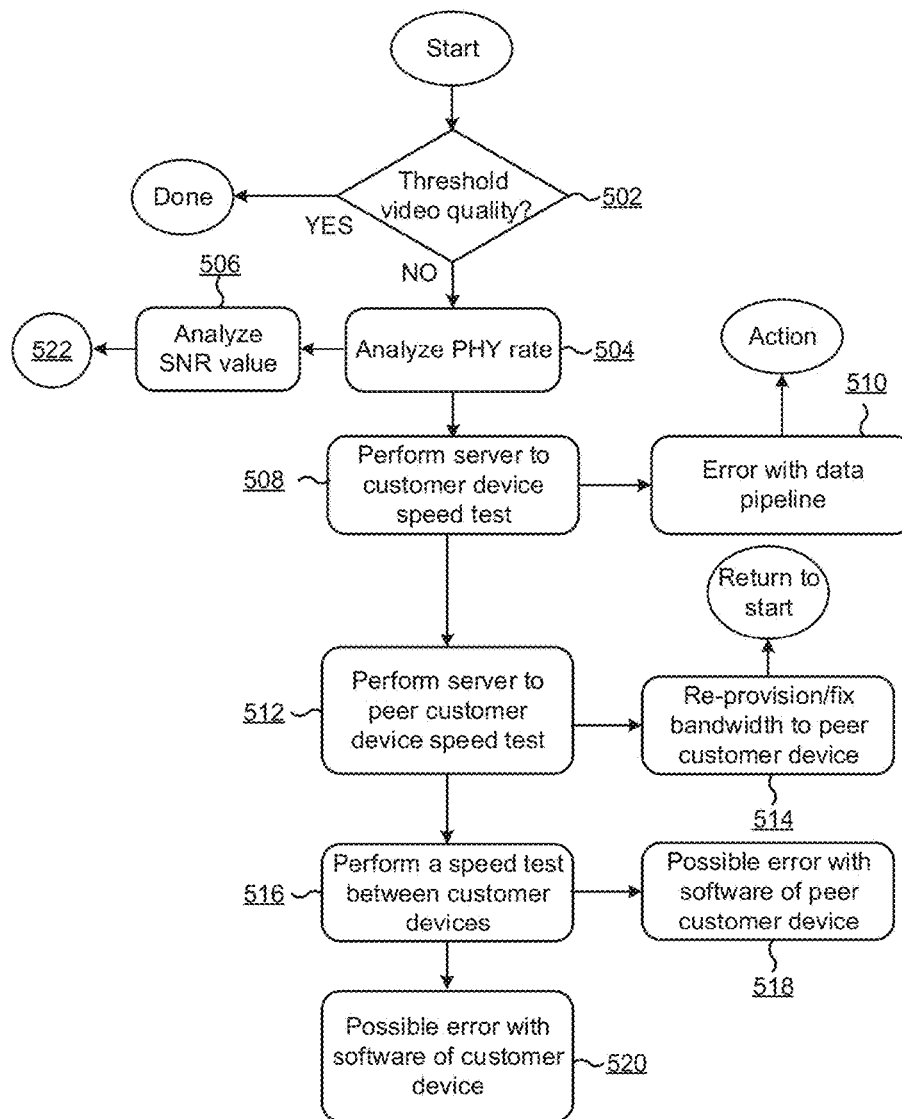 Start
Threshold
video quality?
502
Done
YES
NO
506
Analyze
SNR value
522
Analyze PHY rate
504
Action
510
508
Perform server to
customer device
speed test
Error with data
pipeline
Return to
start
512
Perform server to
peer customer
device speed test
Re-provision/fix
bandwidth to peer
customer device
514
516
Perform a speed test
between customer
devices
Possible error with
software of peer
customer device
518
Possible error with
software of customer
device
520